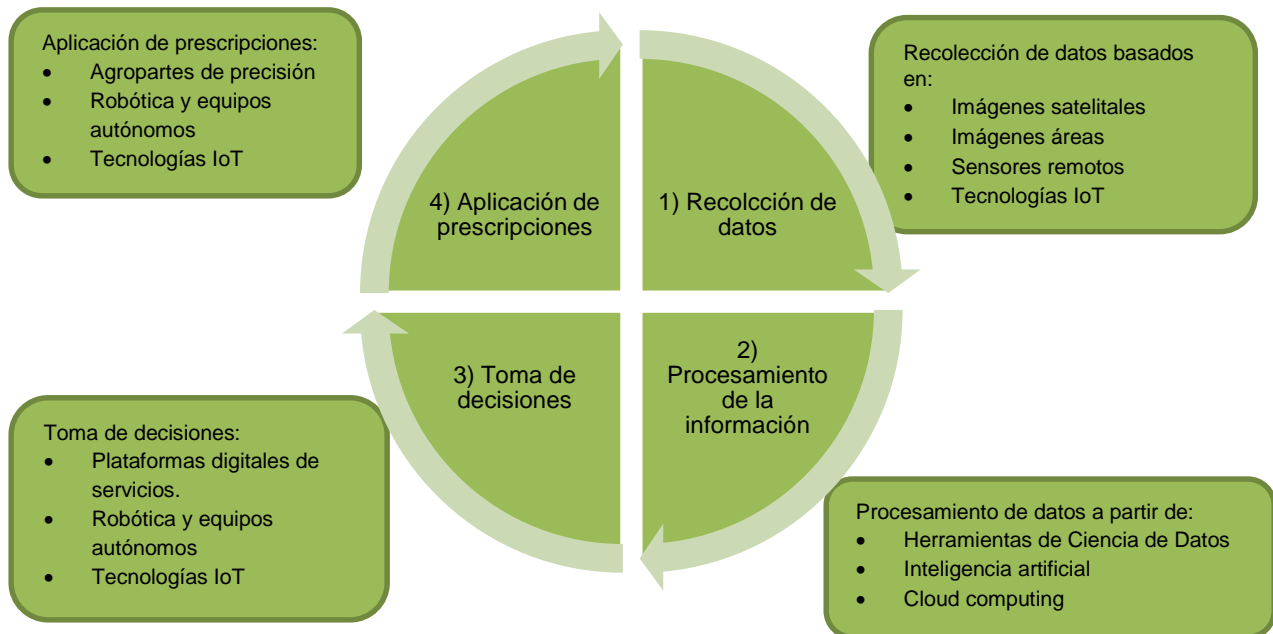 Aplicación de prescripciones:
• Agropartes de precisión
• Robótica y equipos
autónomos
• Tecnologías IoT
Recolección de datos basados
en:
• Imágenes satelitales
• Imágenes áreas
• Sensores remotos
• Tecnologías IoT
4) Aplicación de
prescripciones
1) Recolcción de
datos
3) Toma de
decisiones
2)
Procesamiento
de la
información
Toma de decisiones:
• Plataformas digitales de
servicios.
• Robótica y equipos
autónomos
• Tecnologías IoT
Procesamiento de datos a partir de:
• Herramientas de Ciencia de Datos
• Inteligencia artificial
• Cloud computing